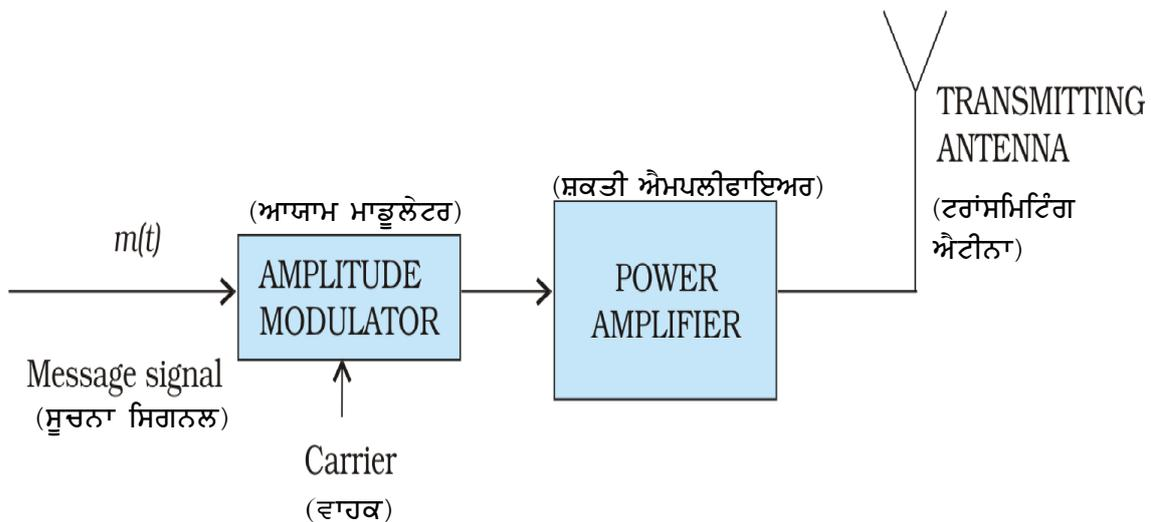 m(t)
Message signal
(ਸੂਚਨਾ ਸਿਗਨਲ)
(ਆਯਾਮ ਮਾਡੂਲੇਟਰ)
AMPLITUDE
MODULATOR
Carrier
(ਵਾਹਕ)
(ਸ਼ਕਤੀ ਐਮਪਲੀਫਾਇਅਰ)
POWER
AMPLIFIER
TRANSMITTING
ANTENNA
(ਟਰਾਂਸਮਿਟਿੰਗ
ਐਟੀਨਾ)